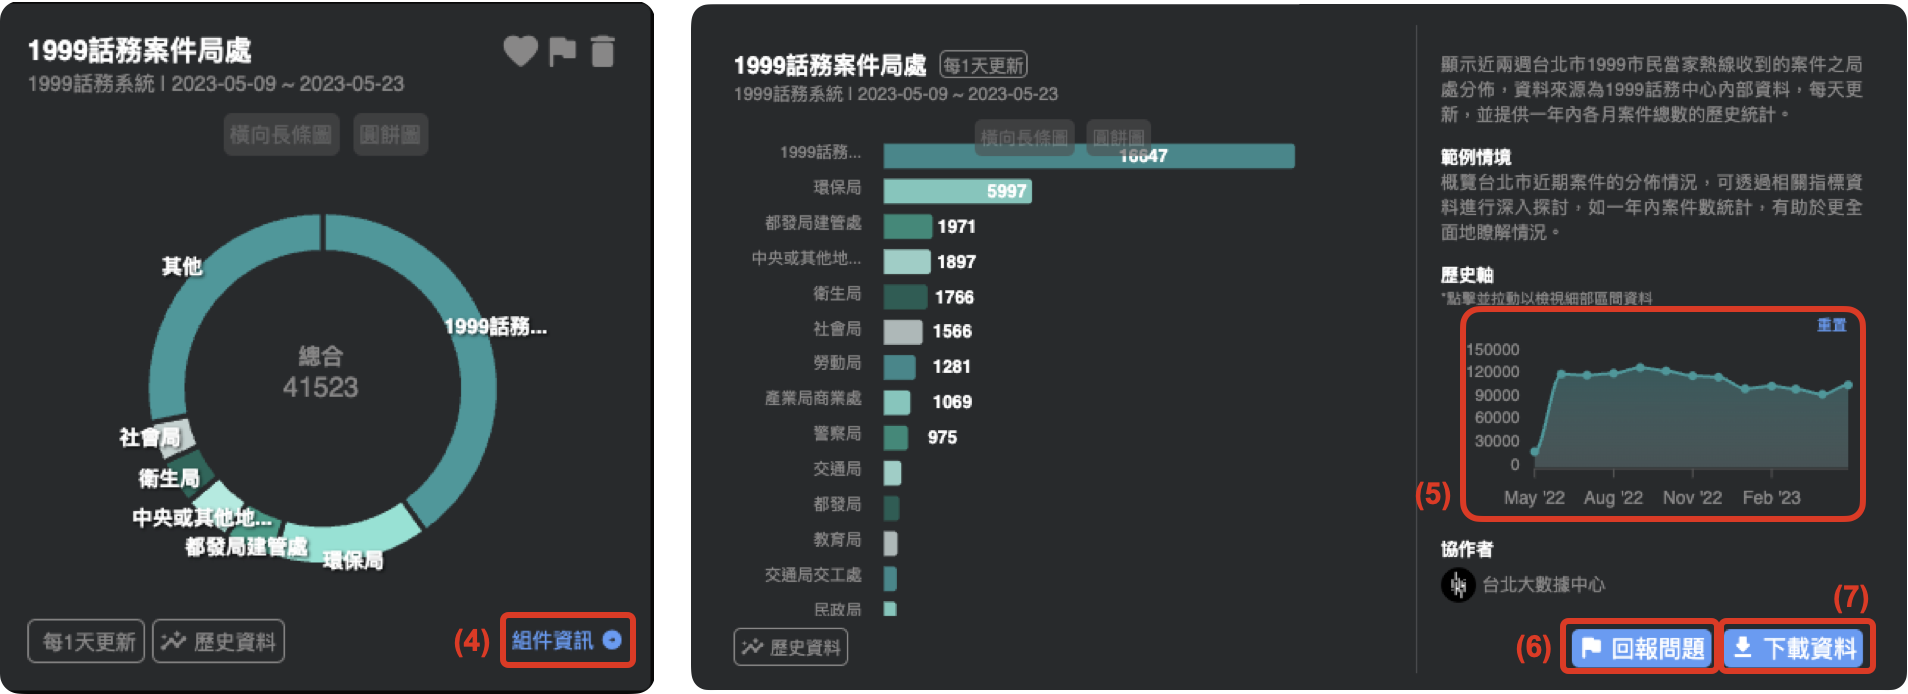 1999話務案件局處
1999話務系統 | 2023-05-09 ~ 2023-05-23
橫向長條圖
圓餅圖
其他
1999話務...
總合
41523
社會局
衛生局
中央或其他地...
都發局建管處
環保局
每1天更新
歷史資料
(4)
組件資訊
1999話務案件局處
每1天更新
1999話務系統 | 2023-05-09 ~ 2023-05-23
橫向長條圖
圓餅圖
1999話務...
16647
環保局
5997
都發局建管處
1971
中央或其他地...
1897
衛生局
1766
社會局
1566
勞動局
1281
產業局商業處
1069
警察局
975
交通局
都發局
教育局
交通局交工處
民政局
歷史資料
顯示近兩週台北市1999市民當家熱線收到的案件之局
處分佈，資料來源為1999話務中心內部資料，每天更
新，並提供一年內各月案件總數的歷史統計。
範例情境
概覽台北市近期案件的分佈情況，可透過相關指標資
料進行深入探討，如一年內案件數統計，有助於更全
面地瞭解情況。
歷史軸
*點擊並拉動以檢視細部區間資料
重置
150000
120000
90000
60000
30000
0
May '22
Aug '22
Nov '22
Feb '23
(5)
協作者
台北大數據中心
(6)
回報問題
(7)
下載資料